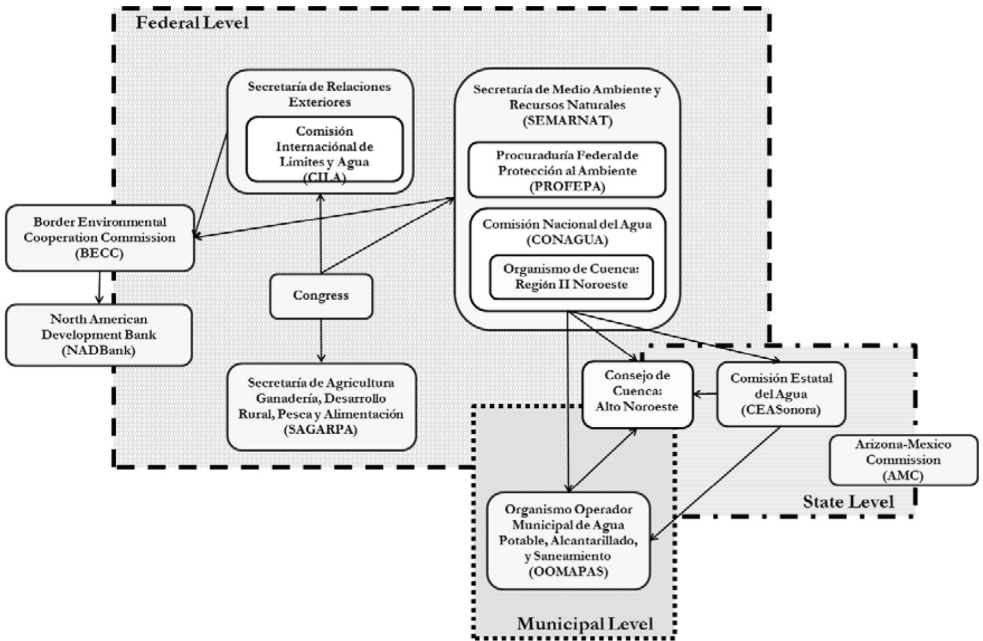 Federal Level
Secretaría de Relaciones
Exteriores
Comisión
Internaciónal de
Limites y Agua
(CILA)
Secretaría de Medio Ambiente y
Recursos Naturales
(SEMARNAT)
Procuraduría Federal de
Protección al Ambiente
(PROFEPA)
Comisión Nacional del Agua
(CONAGUA)
Organismo de Cuenca:
Región II Noroeste
Border Environmental
Cooperation Commission
(BECC)
Congress
North American
Development Bank
(NADBank)
Secretaría de Agricultura
Ganadería, Desarrollo
Rural, Pesca y Alimentación
(SAGARPA)
Consejo de
Cuenca:
Alto Noroeste
Comisión Estatal
del Agua
(CEASonora)
Arizona-Mexico
Commission
(AMC)
State Level
Organismo Operador
Municipal de Agua
Potable, Alcantarillado,
y Saneamiento
(OOMAPAS)
Municipal Level